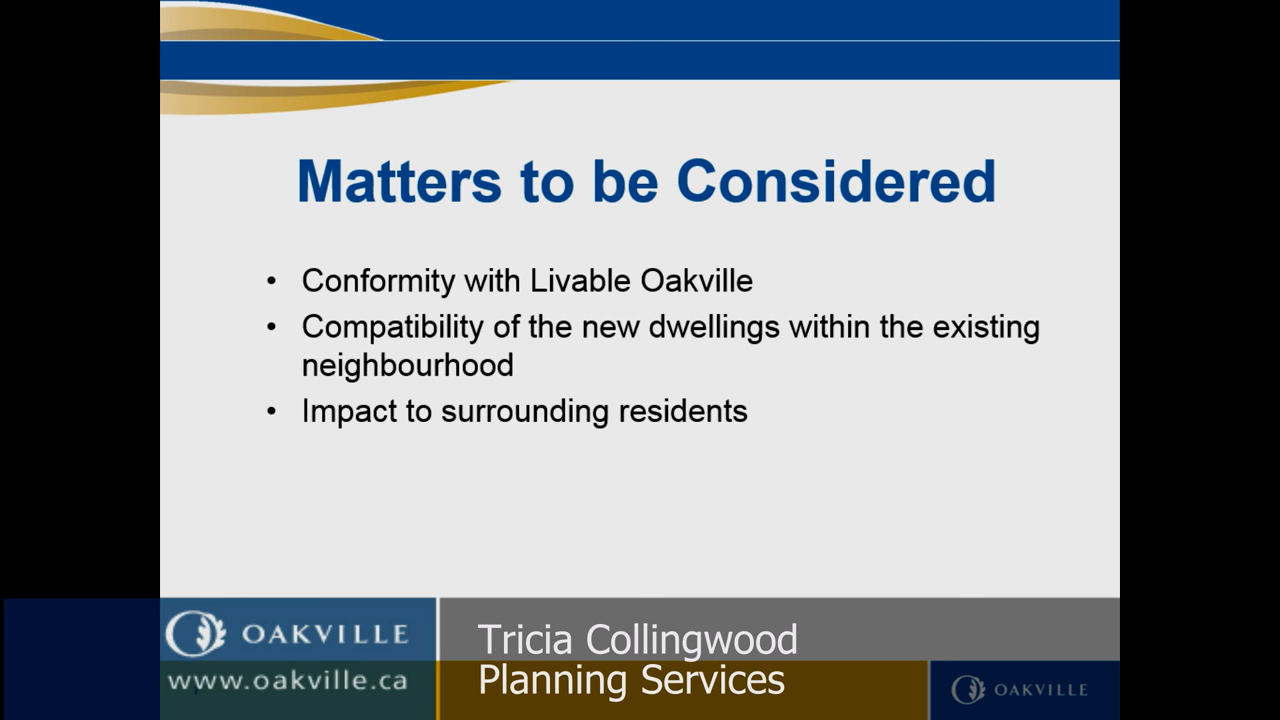 Matters to be Considered
• Conformity with Livable Oakville
• Compatibility of the new dwellings within the existing
neighbourhood
• Impact to surrounding residents
OAKVILLE
www.oakville.ca
Tricia Collingwood
Planning Services
OAKVILLE